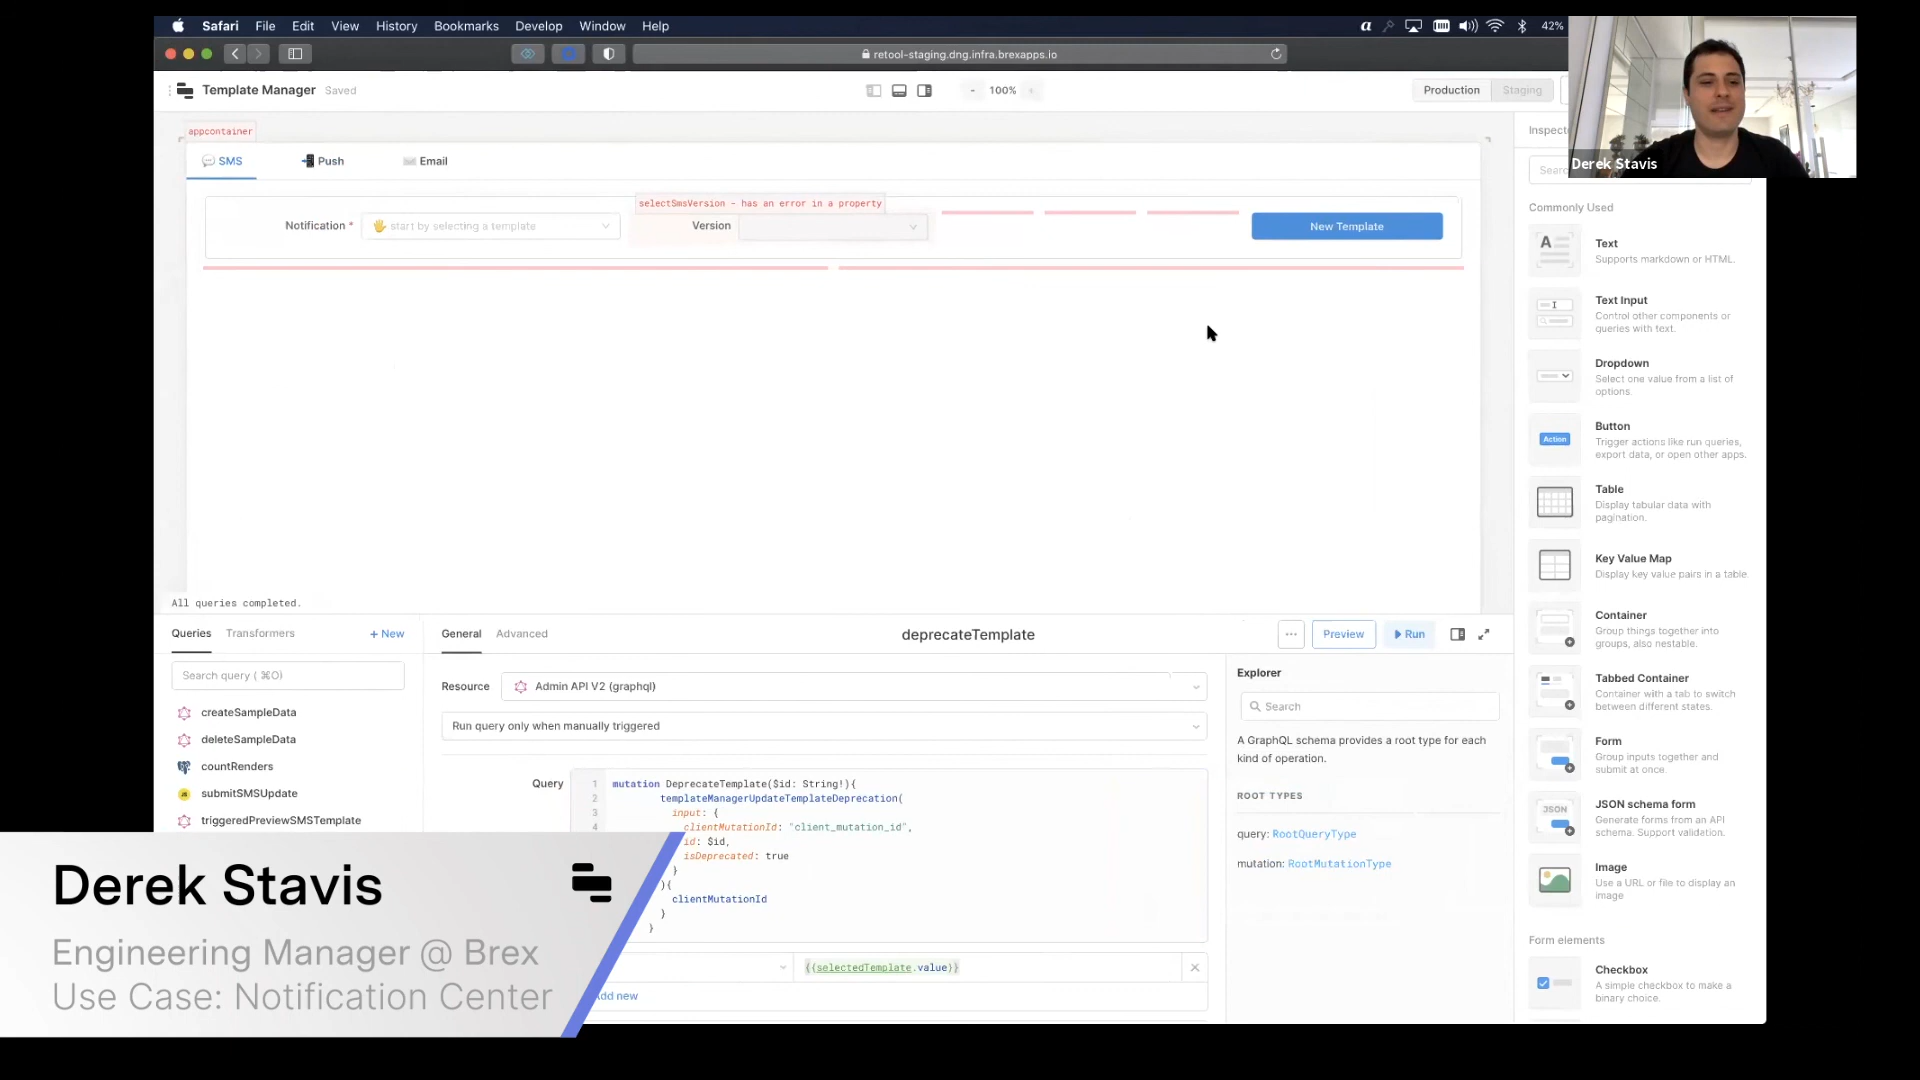 Safari File Edit View History Bookmarks Develop Window Help 42%
retool-staging.dng.infra.brexapps.io
Template Manager Saved - 100% Production Staging
Derek Stavis
appcontainer
SMS Push Email
selectSmsVersion - has an error in a property
Notification * start by selecting a template Version New Template
All queries completed.
Queries Transformers + New
Search query ( ⌘O)
createSampleData
deleteSampleData
countRenders
submitSMSUpdate
triggeredPreviewSMSTemplate
General Advanced deprecateTemplate ... Preview Run
Resource Admin API V2 (graphql)
Run query only when manually triggered
Query
1 mutation DeprecateTemplate($id: String!){
2 templateManagerUpdateTemplateDeprecation(
3 input: {
4 clientMutationId: "client_mutation_id",
id: $id,
isDeprecated: true
}
){
clientMutationId
}
}
{{selectedTemplate.value}}
Add new
Explorer
Search
A GraphQL schema provides a root type for each
kind of operation.
ROOT TYPES
query: RootQueryType
mutation: RootMutationType
Commonly Used
Text
Supports markdown or HTML.
Text Input
Control other components or
queries with text.
Dropdown
Select one value from a list of
options.
Action
Button
Trigger actions like run queries,
export data, or open other apps.
Table
Display tabular data with
pagination.
Key Value Map
Display key value pairs in a table.
Container
Group things together into
groups, also nestable.
Tabbed Container
Container with a tab to switch
between different states.
Form
Group inputs together and
submit at once.
JSON
JSON schema form
Generate forms from an API
schema. Support validation.
Image
Use a URL or file to display an
image
Form elements
Checkbox
A simple checkbox to make a
binary choice.
Derek Stavis
Engineering Manager @ Brex
Use Case: Notification Center